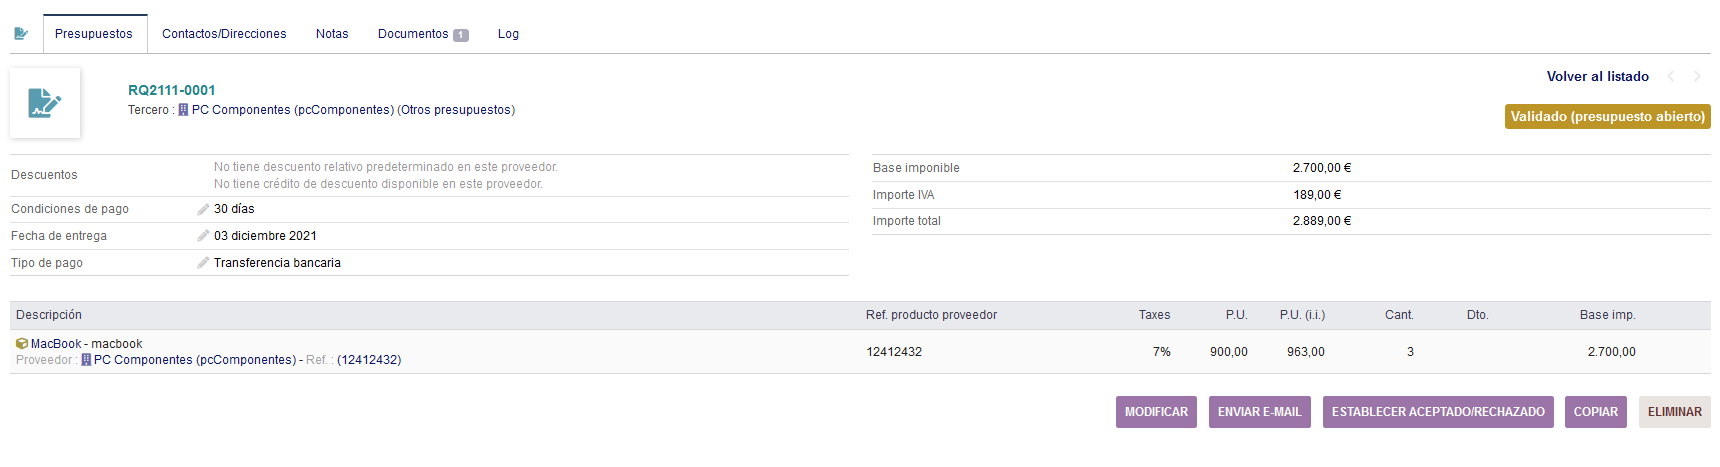 Presupuestos Contactos/Direcciones Notas Documentos 1 Log
RQ2111-0001
Tercero : PC Componentes (pcComponentes) (Otros presupuestos)
Volver al listado
Validado (presupuesto abierto)
Descuentos
No tiene descuento relativo predeterminado en este proveedor.
No tiene crédito de descuento disponible en este proveedor.
Condiciones de pago 30 días
Fecha de entrega 03 diciembre 2021
Tipo de pago Transferencia bancaria
Base imponible 2.700,00 €
Importe IVA 189,00 €
Importe total 2.889,00 €
Descripción Ref. producto proveedor Taxes P.U. P.U. (i.i.) Cant. Dto. Base imp.
MacBook - macbook
Proveedor : PC Componentes (pcComponentes) - Ref. : (12412432)
12412432 7% 900,00 963,00 3 2.700,00
MODIFICAR ENVIAR E-MAIL ESTABLECER ACEPTADO/RECHAZADO COPIAR ELIMINAR